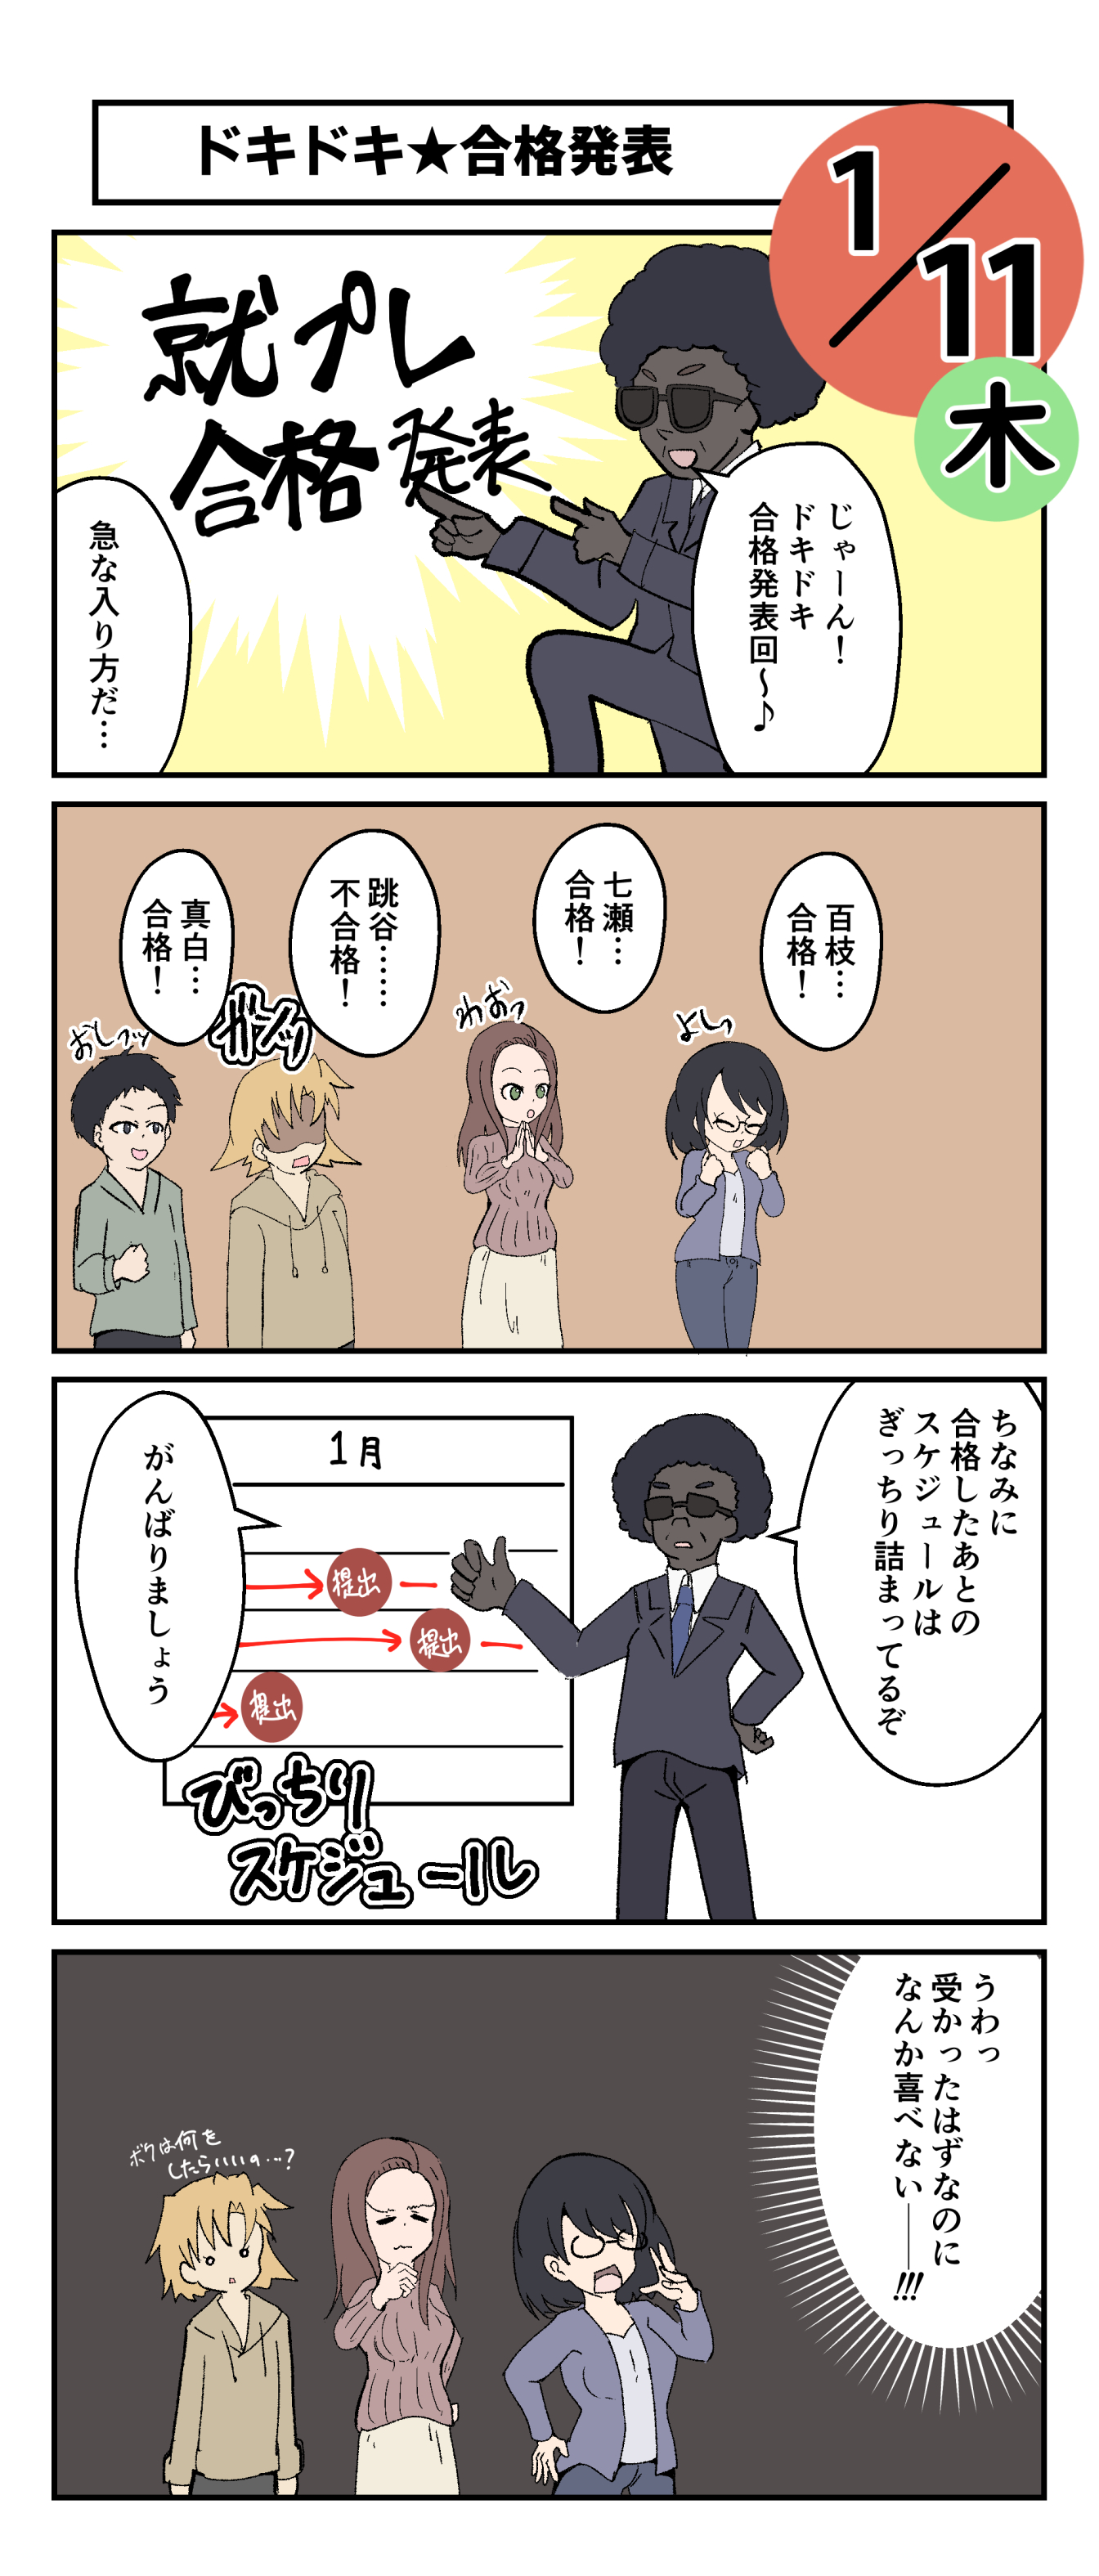 ドキドキ★合格発表
1/11
木
就プレ
合格発表
じゃーん！
ドキドキ
合格発表回〜♪
急な入り方だ…
百枝…
合格！
よしっ
七瀬…
合格！
わおっ
跳谷……
不合格！
ガーンッ
真白…
合格！
おしッッ
ちなみに
合格したあとの
スケジュールは
ぎっちり詰まってるぞ
1月
提出
提出
提出
がんばりましょう
びっちり
スケジュール
うわっ
受かったはずなのに
なんか喜べない――!!!
ボクは何を
したらいいの…?